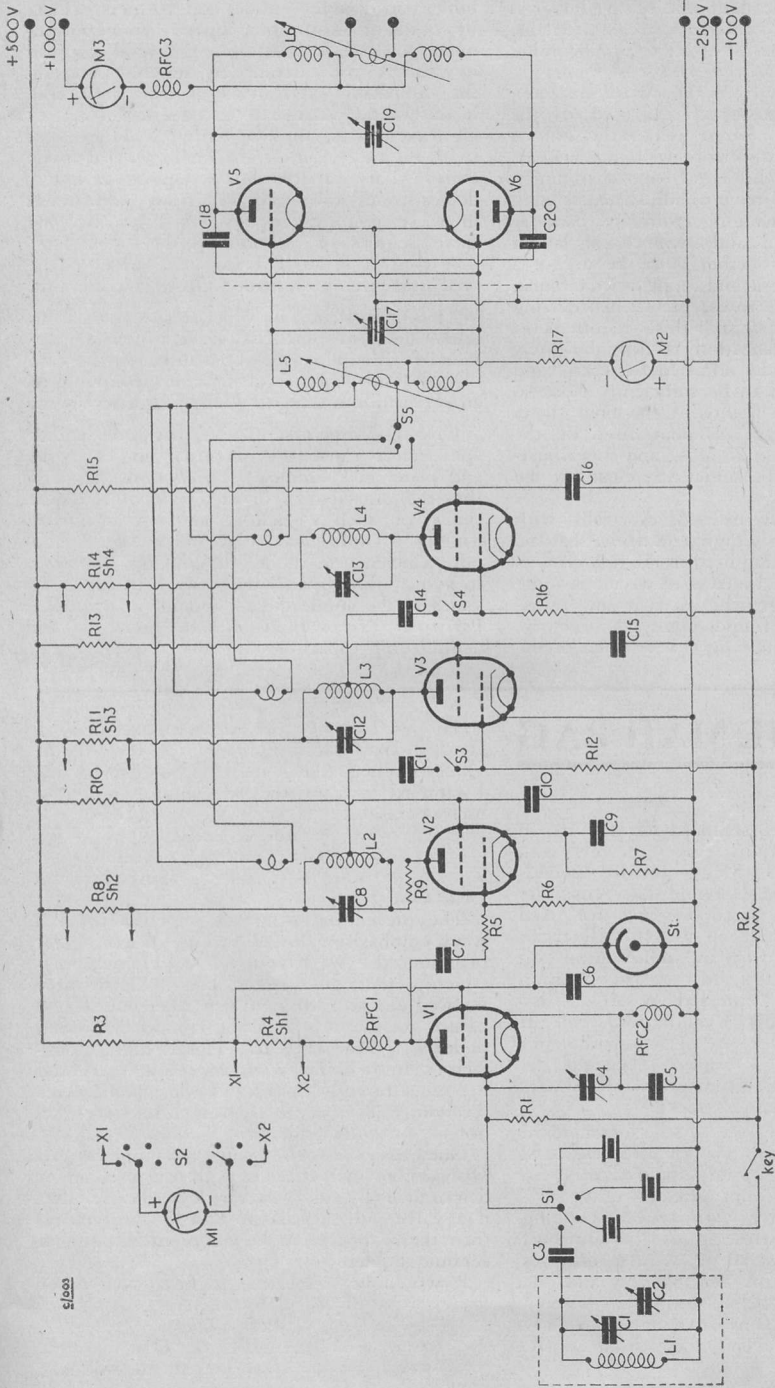 +500V
+1000V
M3
+
-
RFC3
L6
C19
V5
V6
C18
C20
C17
L5
S5
R17
M2
-
+
-
-250V
-100V
R15
R14
Sh4
R13
R11
Sh3
R10
R8
Sh2
R3
R4
Sh1
X1
X2
RFC1
L4
C13
C14
S4
V4
R16
C16
L3
C12
C11
S3
V3
R12
C15
L2
C8
R9
V2
C10
C9
R7
R6
R5
C7
V1
C6
St.
R2
RFC2
C4
C5
R1
S1
C3
C1
C2
L1
key
X1
S2
X2
+
-
M1